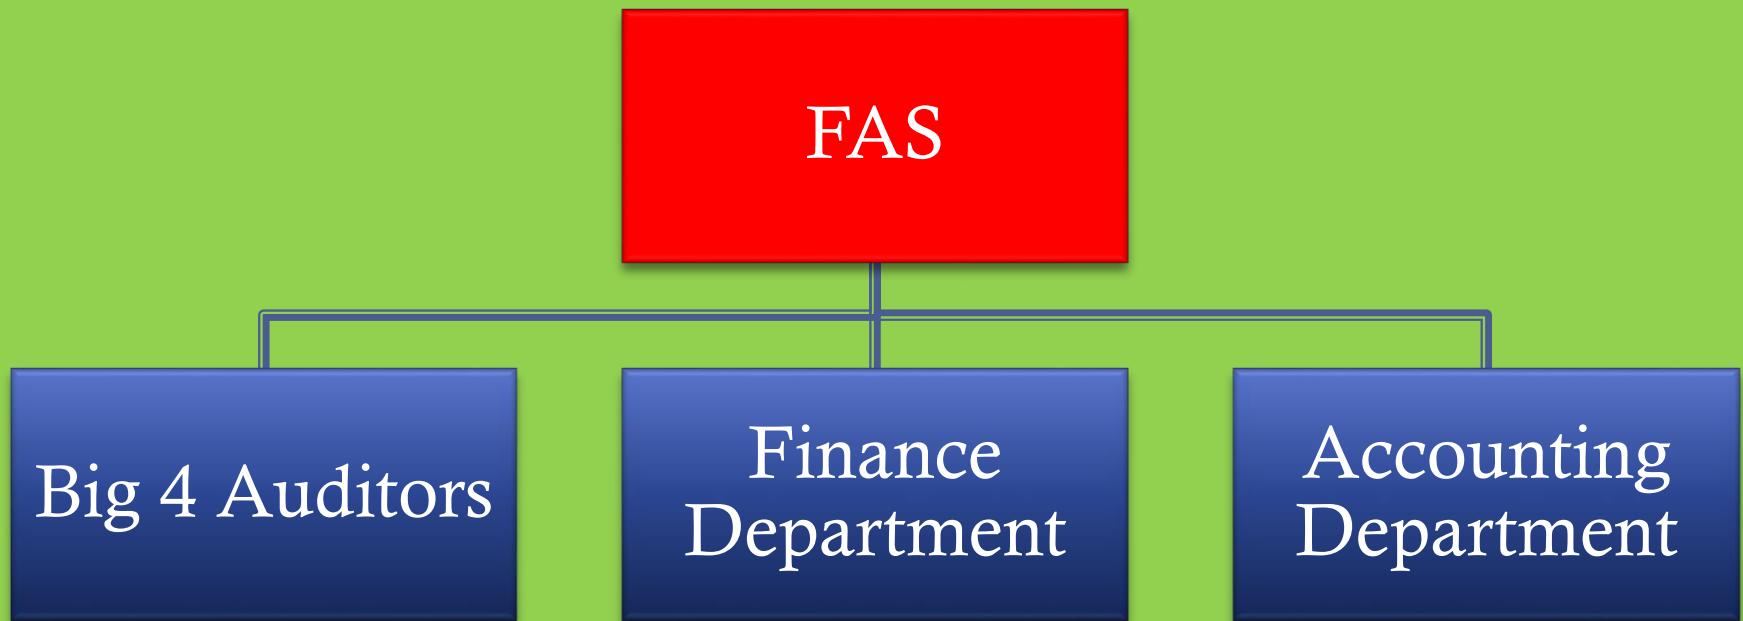 FAS
Big 4 Auditors
Finance
Department
Accounting
Department